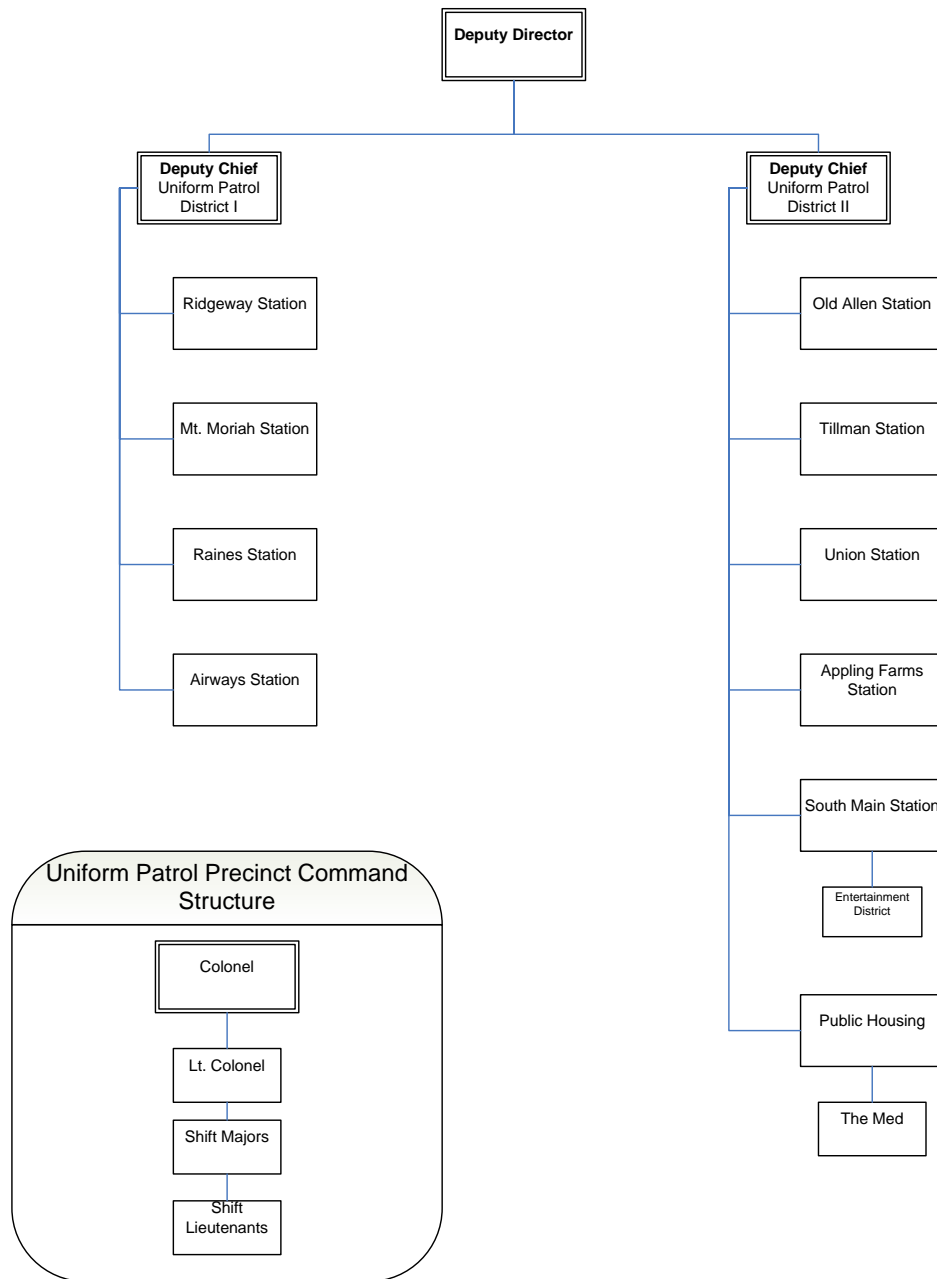 Deputy Director
Deputy Chief
Uniform Patrol
District I
Ridgeway Station
Mt. Moriah Station
Raines Station
Airways Station
Deputy Chief
Uniform Patrol
District II
Old Allen Station
Tillman Station
Union Station
Appling Farms
Station
South Main Station
Entertainment
District
Public Housing
The Med
Uniform Patrol Precinct Command
Structure
Colonel
Lt. Colonel
Shift Majors
Shift
Lieutenants